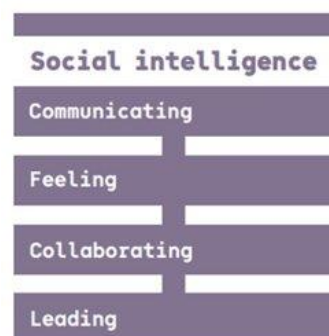 Social intelligence
Communicating
Feeling
Collaborating
Leading